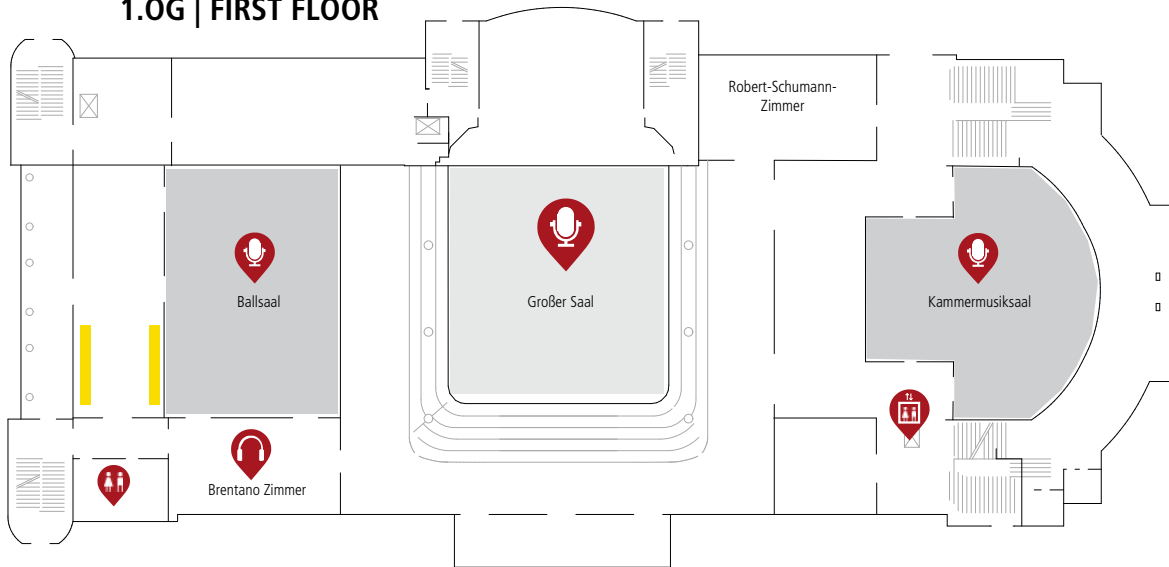 1.OG | FIRST FLOOR
Robert-Schumann-
Zimmer
Ballsaal
Großer Saal
Kammermusiksaal
Brentano Zimmer